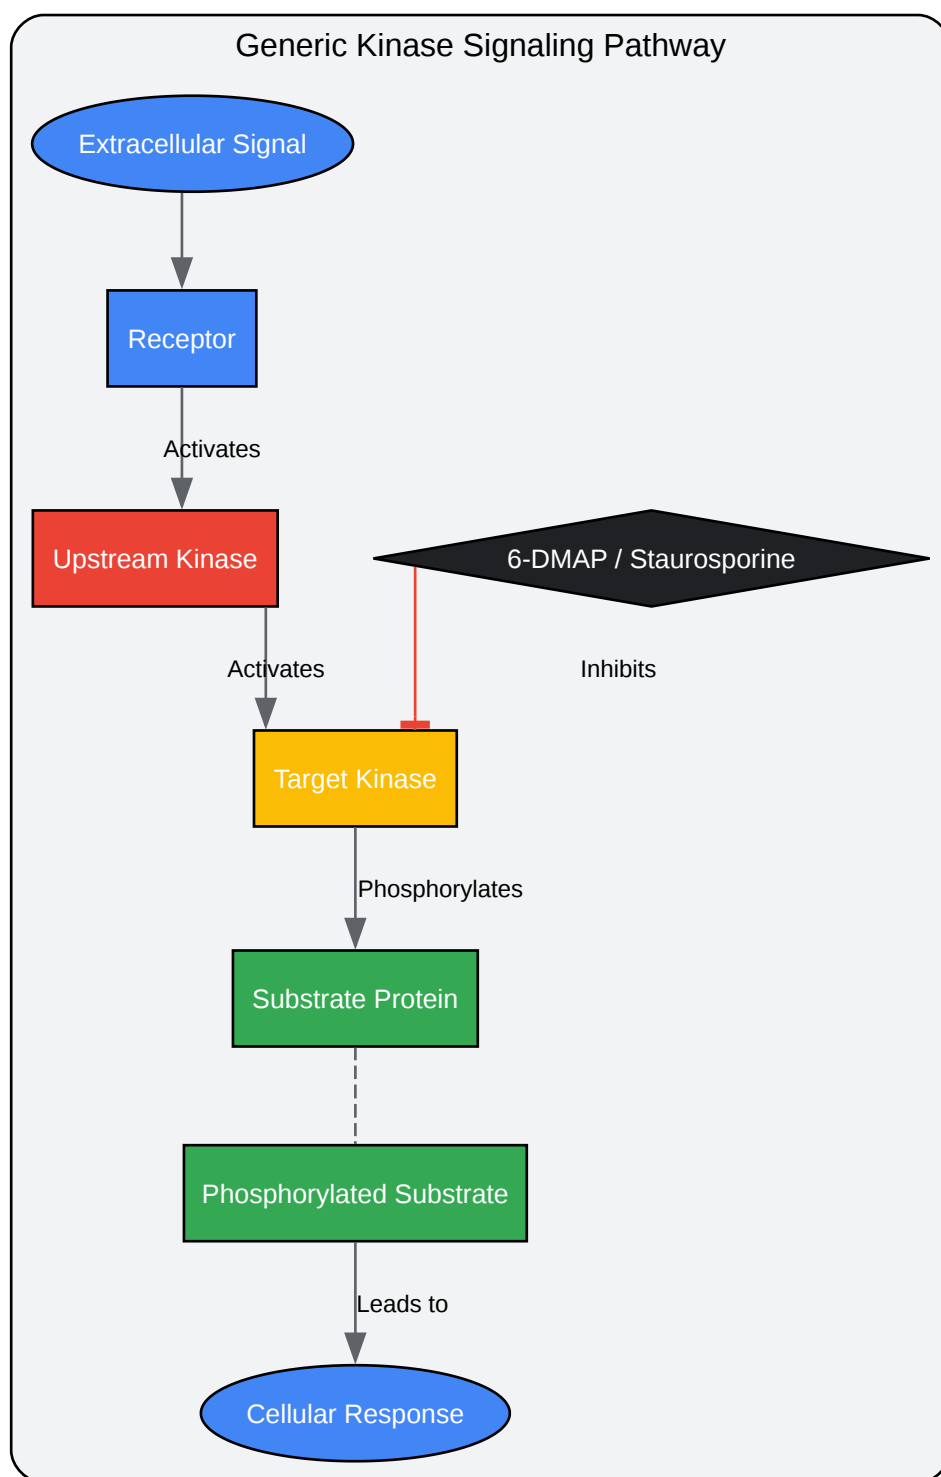 Generic Kinase Signaling Pathway
Extracellular Signal
Receptor
Activates
Upstream Kinase
6-DMAP / Staurosporine
Activates
Inhibits
Target Kinase
Phosphorylates
Substrate Protein
Phosphorylated Substrate
Leads to
Cellular Response